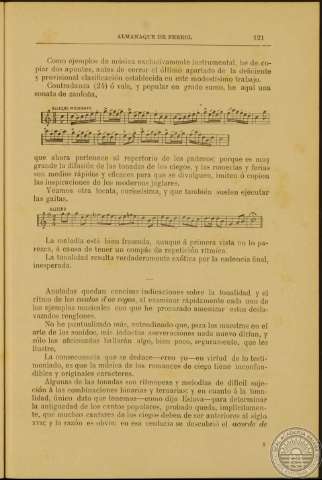 ALMANAQUE DE FERROL 121
Como ejemplos de música exclusivamente instrumental, he de co-
piar dos apuntes, antes de cerrar el último apartado de la deficiente
y provisional clasificación establecida en este modestísimo trabajo.
Contradanza (24) ó vals, y popular en grado sumo, he aquí una
sonata de zanfoña,
ALLEGRO MODERATO
que ahora pertenece al repertorio de los gaiteros; porque es muy
grande la difusión de las tonadas de los ciegos, y las romerías y ferias
son medios rápidos y eficaces para que se divulguen, imiten ó copien
las inspiraciones de los modernos juglares.
Veamos otra tocata, curiosísima, y que también suelen ejecutar
las gaitas.
ALLEGRO
La melodía está bien fraseada, aunque á primera vista no lo pa-
rezca, á causa de tener un compás de repetición rítmica.
La tonalidad resulta verdaderamente exótica por la cadencia final,
inesperada.
Anotadas quedan concisas indicaciones sobre la tonalidad y el
ritmo de los cantos d'os cegos, al examinar rápidamente cada uno de
los ejemplos musicales con que he procurado amenizar estos desla-
vazados renglones.
No he puntualizado más, entendiendo que, para los maestros en el
arte de los sonidos, mis indoctas aseveraciones nada nuevo dirían, y
sólo los aficionados hallarán algo, bien poco, seguramente, que les
ilustre.
La consecuencia que se deduce—creo yo—en virtud de lo testi-
moniado, es que la música de los romances de ciego tiene inconfun-
dibles y originales caracteres.
Algunas de las tonadas son ritmopeas y melodías de difícil suje-
ción á las combinaciones binarias y ternarias; y en cuanto á la tona-
lidad, único dato que tenemos—como dijo Eslava—para determinar
la antigüedad de los cantos populares, probado queda, implícitamen-
te, que muchos cantares de los ciegos deben de ser anteriores al siglo
XVII; y la razón es obvia: en esa centuria se descubrió el acorde de